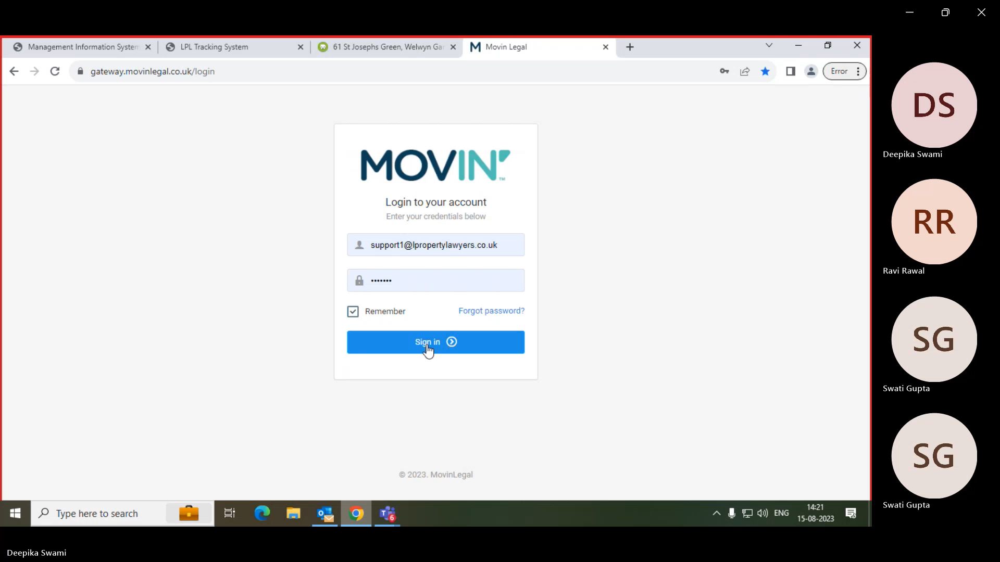 Management Information System
LPL Tracking System
61 St Josephs Green, Welwyn Gar
Movin Legal
gateway.movinlegal.co.uk/login
Error
MOVIN
TM
Login to your account
Enter your credentials below
support1@lpropertylawyers.co.uk
•••••••
Remember
Forgot password?
Sign in
© 2023. MovinLegal
DS
Deepika Swami
RR
Ravi Rawal
SG
Swati Gupta
SG
Swati Gupta
Type here to search
T
6
ENG
14:21
15-08-2023
Deepika Swami